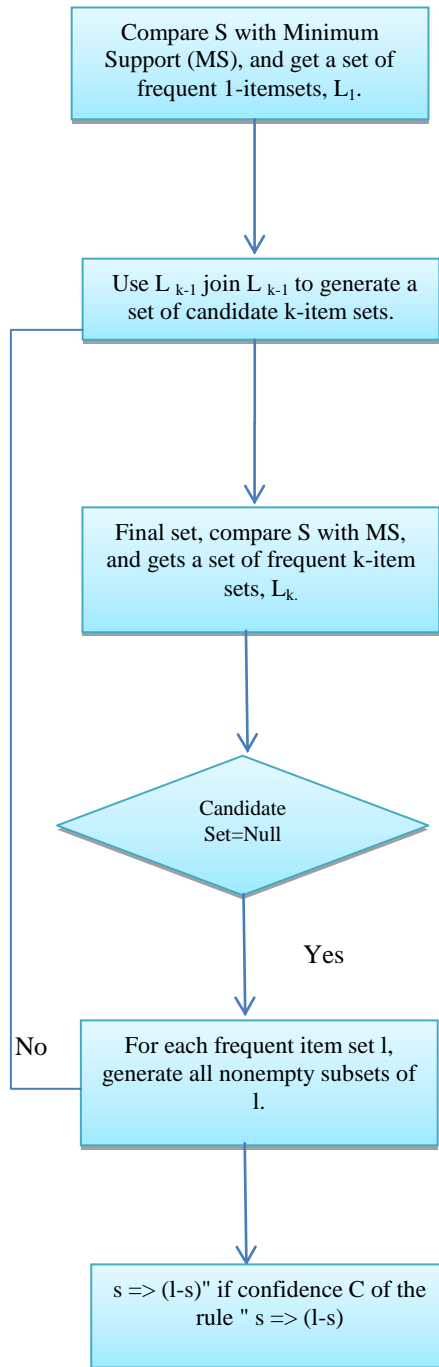 Compare S with Minimum
Support (MS), and get a set of
frequent 1-itemsets, L₁.
Use L k-1 join L k-1 to generate a
set of candidate k-item sets.
Final set, compare S with MS,
and gets a set of frequent k-item
sets, Lk.
Candidate
Set=Null
Yes
No
For each frequent item set l,
generate all nonempty subsets of
l.
s => (l-s)" if confidence C of the
rule " s => (l-s)